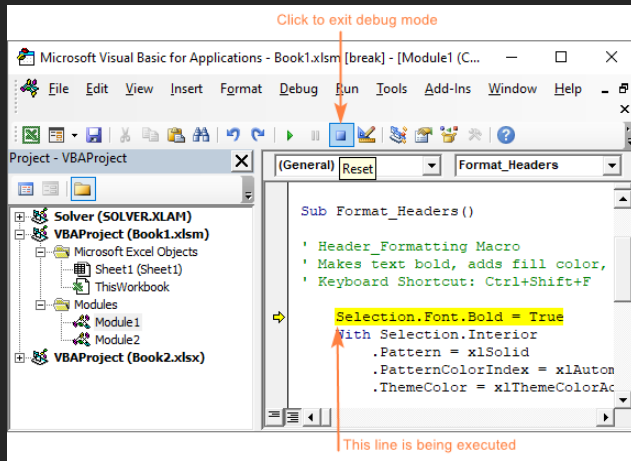 Click to exit debug mode
Microsoft Visual Basic for Applications - Book1.xlsm [break] - [Module1 (C...
File Edit View Insert Format Debug Run Tools Add-Ins Window Help
Project - VBAProject
(General)
Format_Headers
Reset
Solver (SOLVER.XLAM)
VBAProject (Book1.xlsm)
Microsoft Excel Objects
Sheet1 (Sheet1)
ThisWorkbook
Modules
Module1
Module2
VBAProject (Book2.xlsx)
Sub Format_Headers()
' Header_Formatting Macro
' Makes text bold, adds fill color,
' Keyboard Shortcut: Ctrl+Shift+F
Selection.Font.Bold = True
With Selection.Interior
.Pattern = xlSolid
.PatternColorIndex = xlAutom
.ThemeColor = xlThemeColorAc
This line is being executed